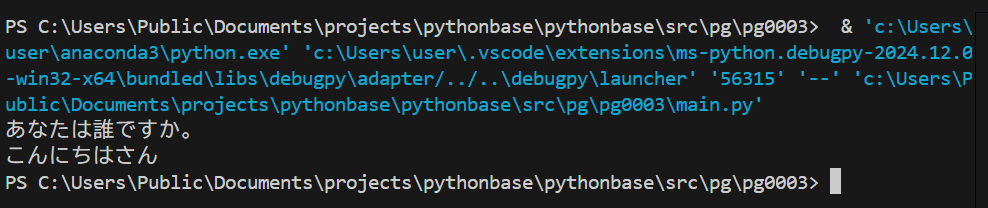 PS C:\Users\Public\Documents\projects\pythonbase\pythonbase\src\pg\pg0003>  & 'c:\Users\
user\anaconda3\python.exe' 'c:\Users\user\.vscode\extensions\ms-python.debugpy-2024.12.0
-win32-x64\bundled\libs\debugpy\adapter/../..\debugpy\launcher' '56315' '--' 'c:\Users\P
ublic\Documents\projects\pythonbase\pythonbase\src\pg\pg0003\main.py'
あなたは誰ですか。
こんにちはさん
PS C:\Users\Public\Documents\projects\pythonbase\pythonbase\src\pg\pg0003>